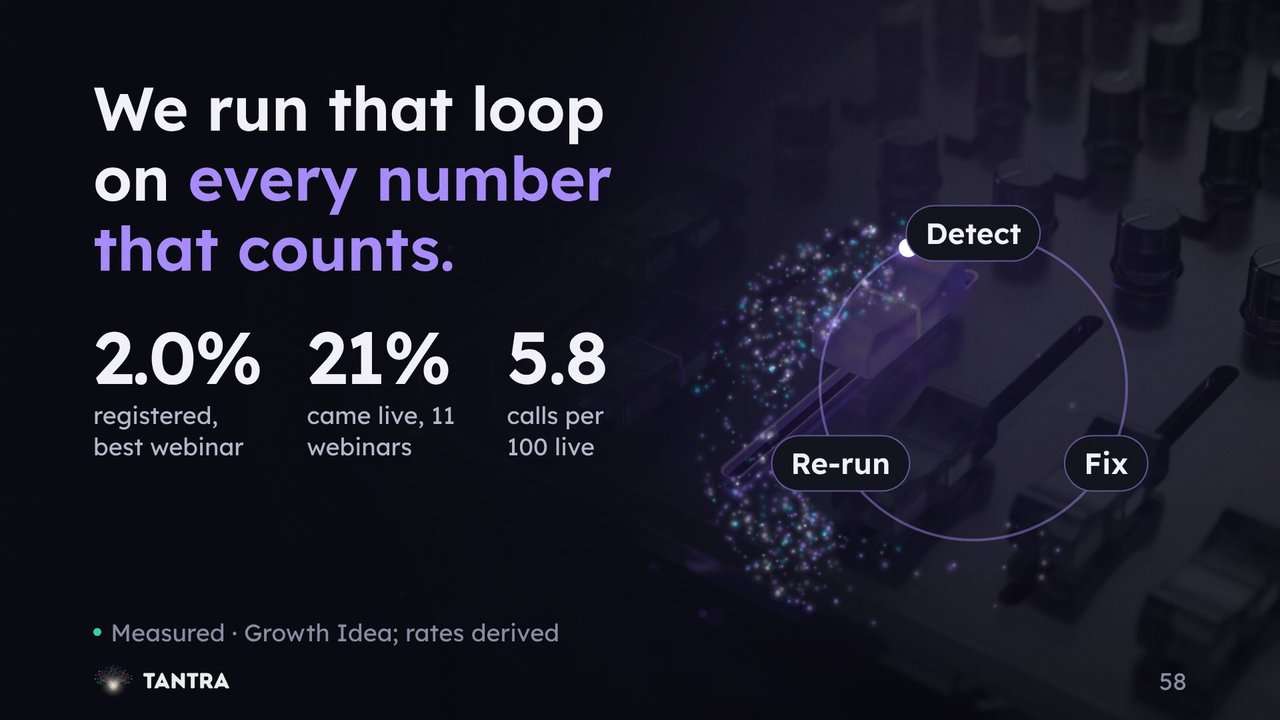 We run that loop
on every number
that counts.
2.0%
registered,
best webinar
21%
came live, 11
webinars
5.8
calls per
100 live
Detect
Re-run
Fix
Measured · Growth Idea; rates derived
TANTRA
58